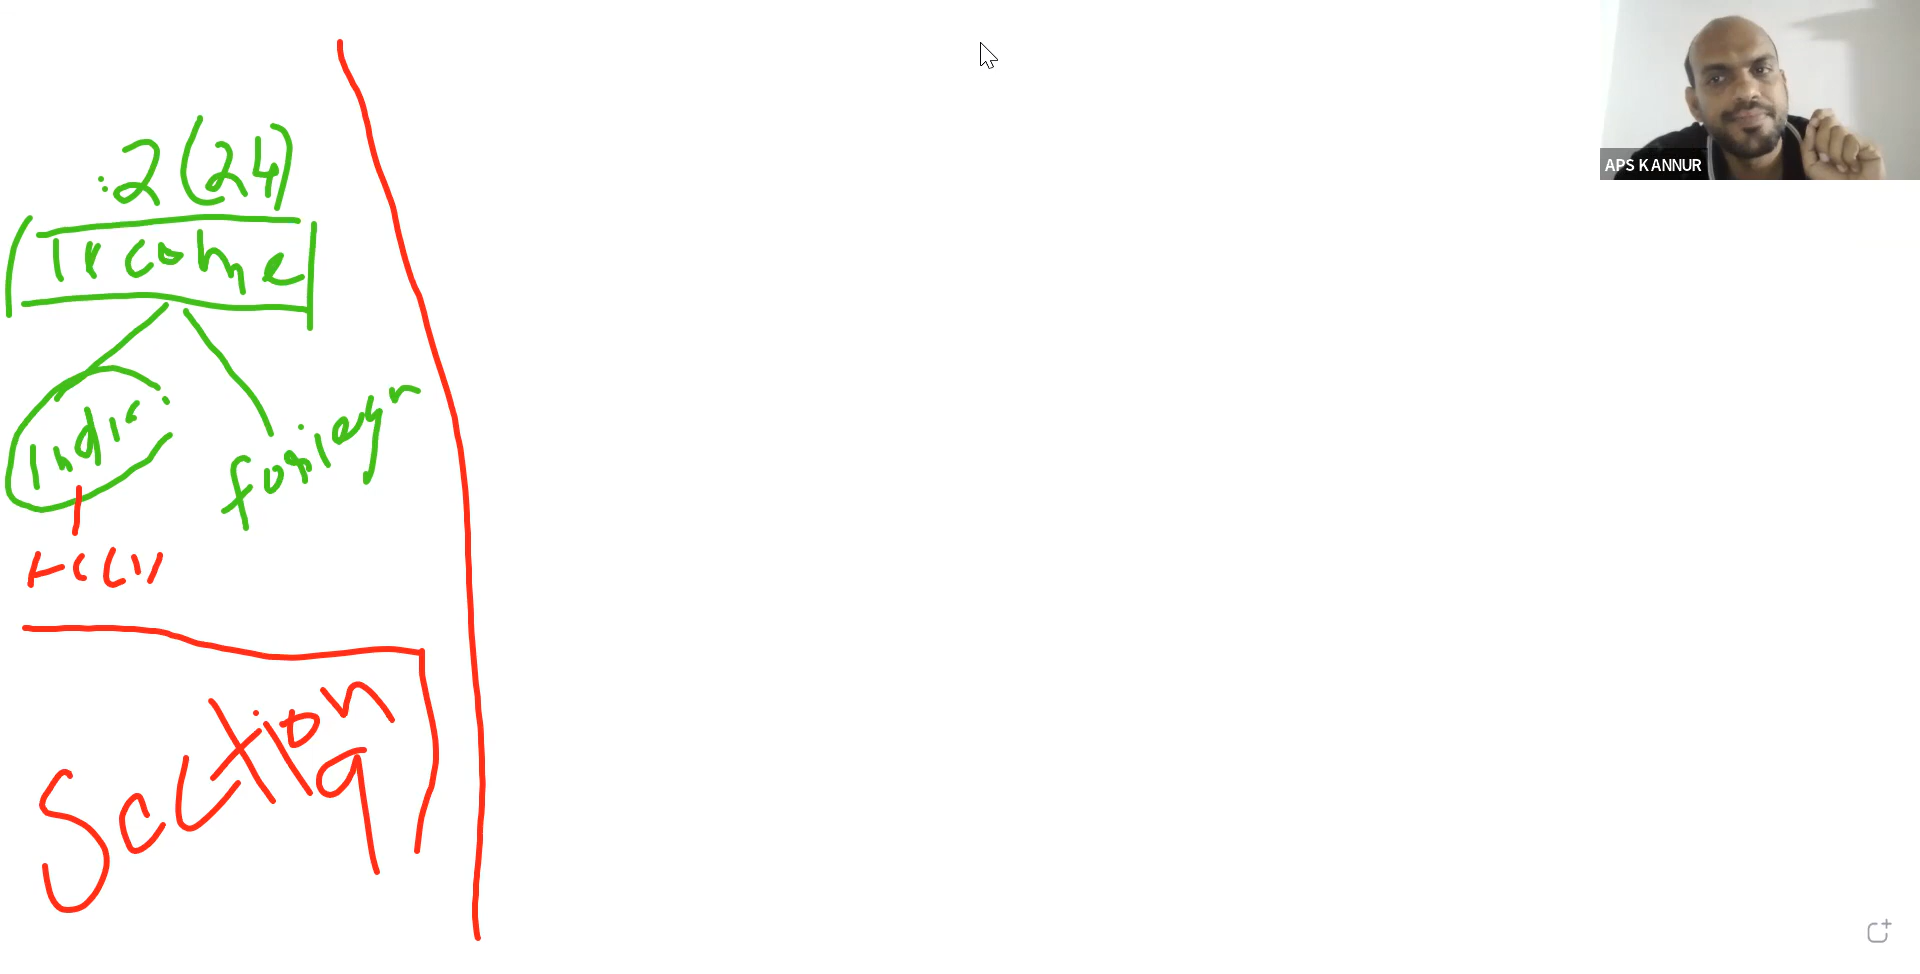 2(24)
Income
India
foriegn
Section
9
APS KANNUR